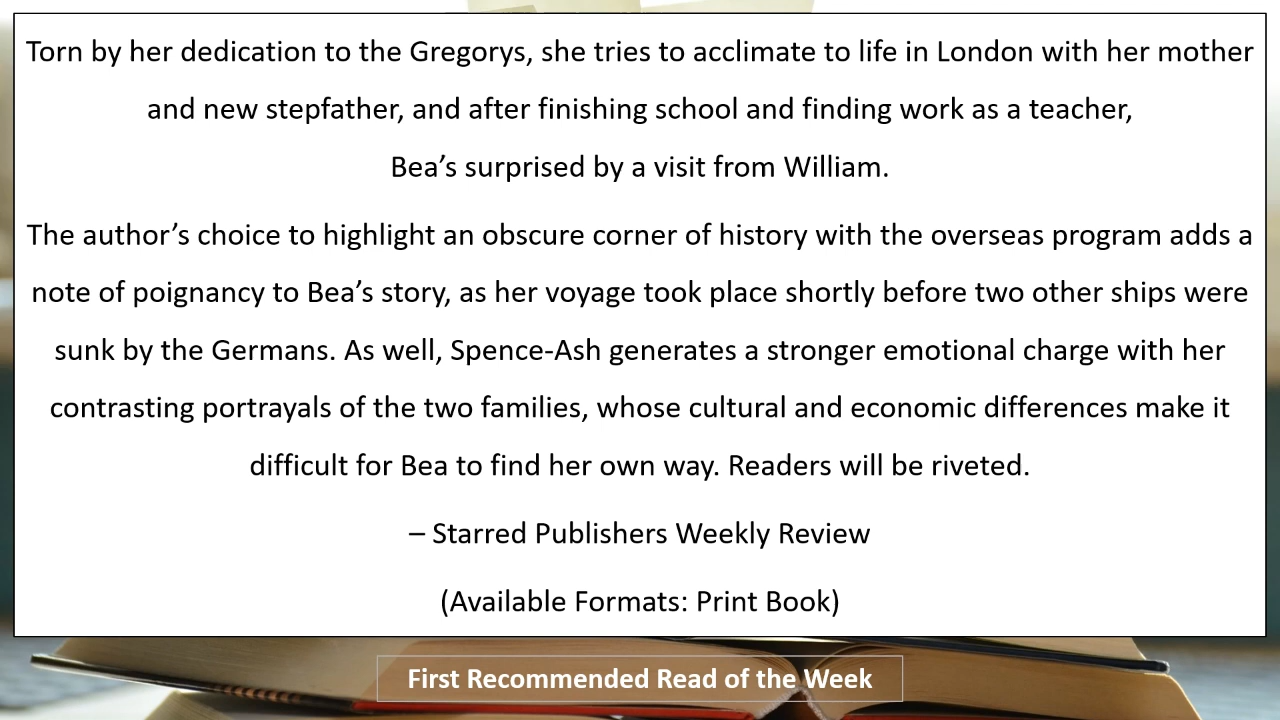 Torn by her dedication to the Gregorys, she tries to acclimate to life in London with her mother
and new stepfather, and after finishing school and finding work as a teacher,
Bea’s surprised by a visit from William.
The author’s choice to highlight an obscure corner of history with the overseas program adds a
note of poignancy to Bea’s story, as her voyage took place shortly before two other ships were
sunk by the Germans. As well, Spence-Ash generates a stronger emotional charge with her
contrasting portrayals of the two families, whose cultural and economic differences make it
difficult for Bea to find her own way. Readers will be riveted.
– Starred Publishers Weekly Review
(Available Formats: Print Book)
First Recommended Read of the Week